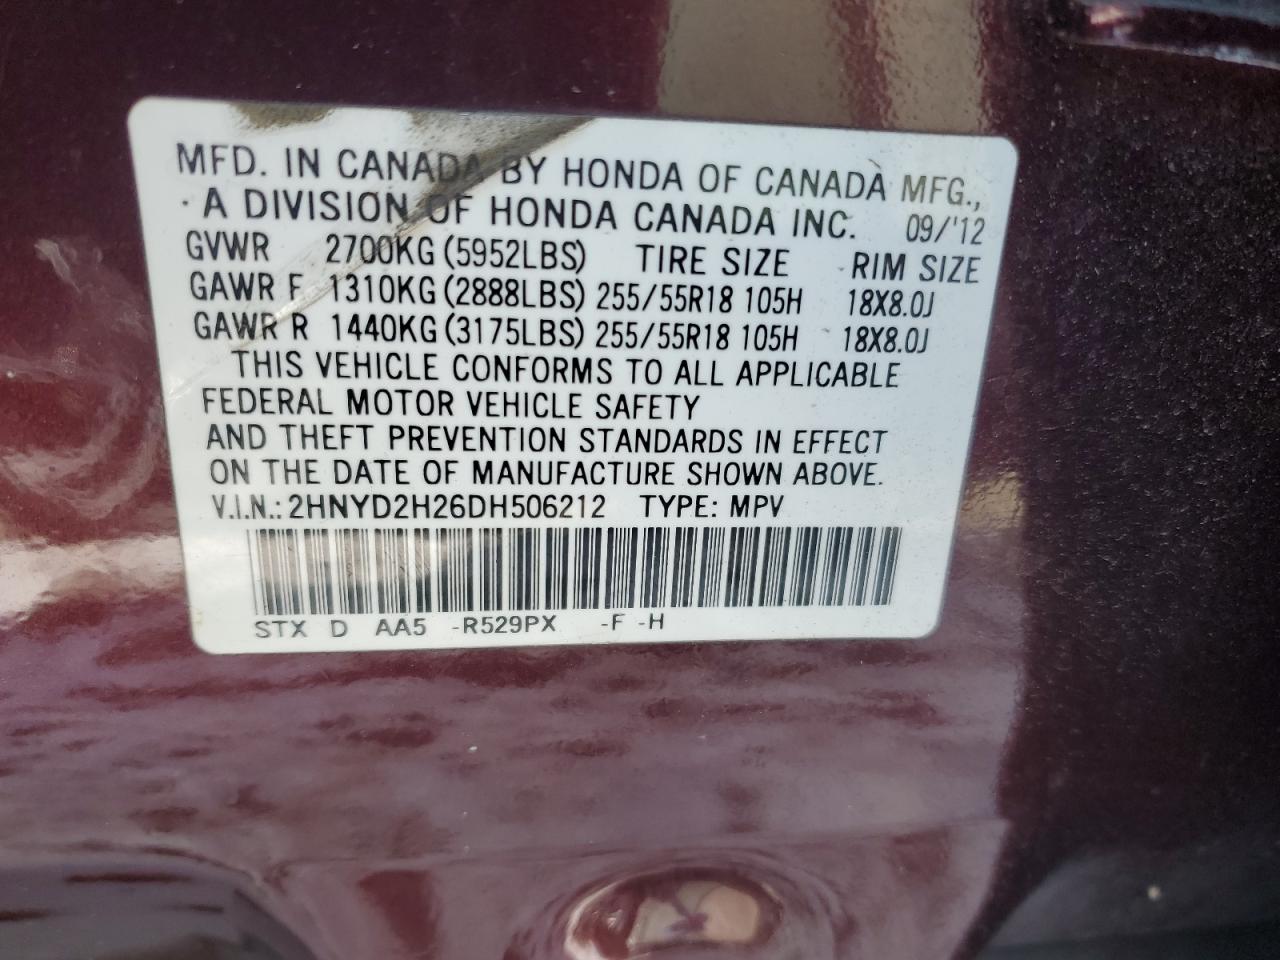 MFD. IN CANADA BY HONDA OF CANADA MFG.,
A DIVISION OF HONDA CANADA INC. 09/'12
GVWR 2700KG (5952LBS) TIRE SIZE RIM SIZE
GAWR F 1310KG (2888LBS) 255/55R18 105H 18X8.0J
GAWR R 1440KG (3175LBS) 255/55R18 105H 18X8.0J
THIS VEHICLE CONFORMS TO ALL APPLICABLE
FEDERAL MOTOR VEHICLE SAFETY
AND THEFT PREVENTION STANDARDS IN EFFECT
ON THE DATE OF MANUFACTURE SHOWN ABOVE.
V.I.N.: 2HNYD2H26DH506212 TYPE: MPV
STX D AA5 -R529PX -F -H